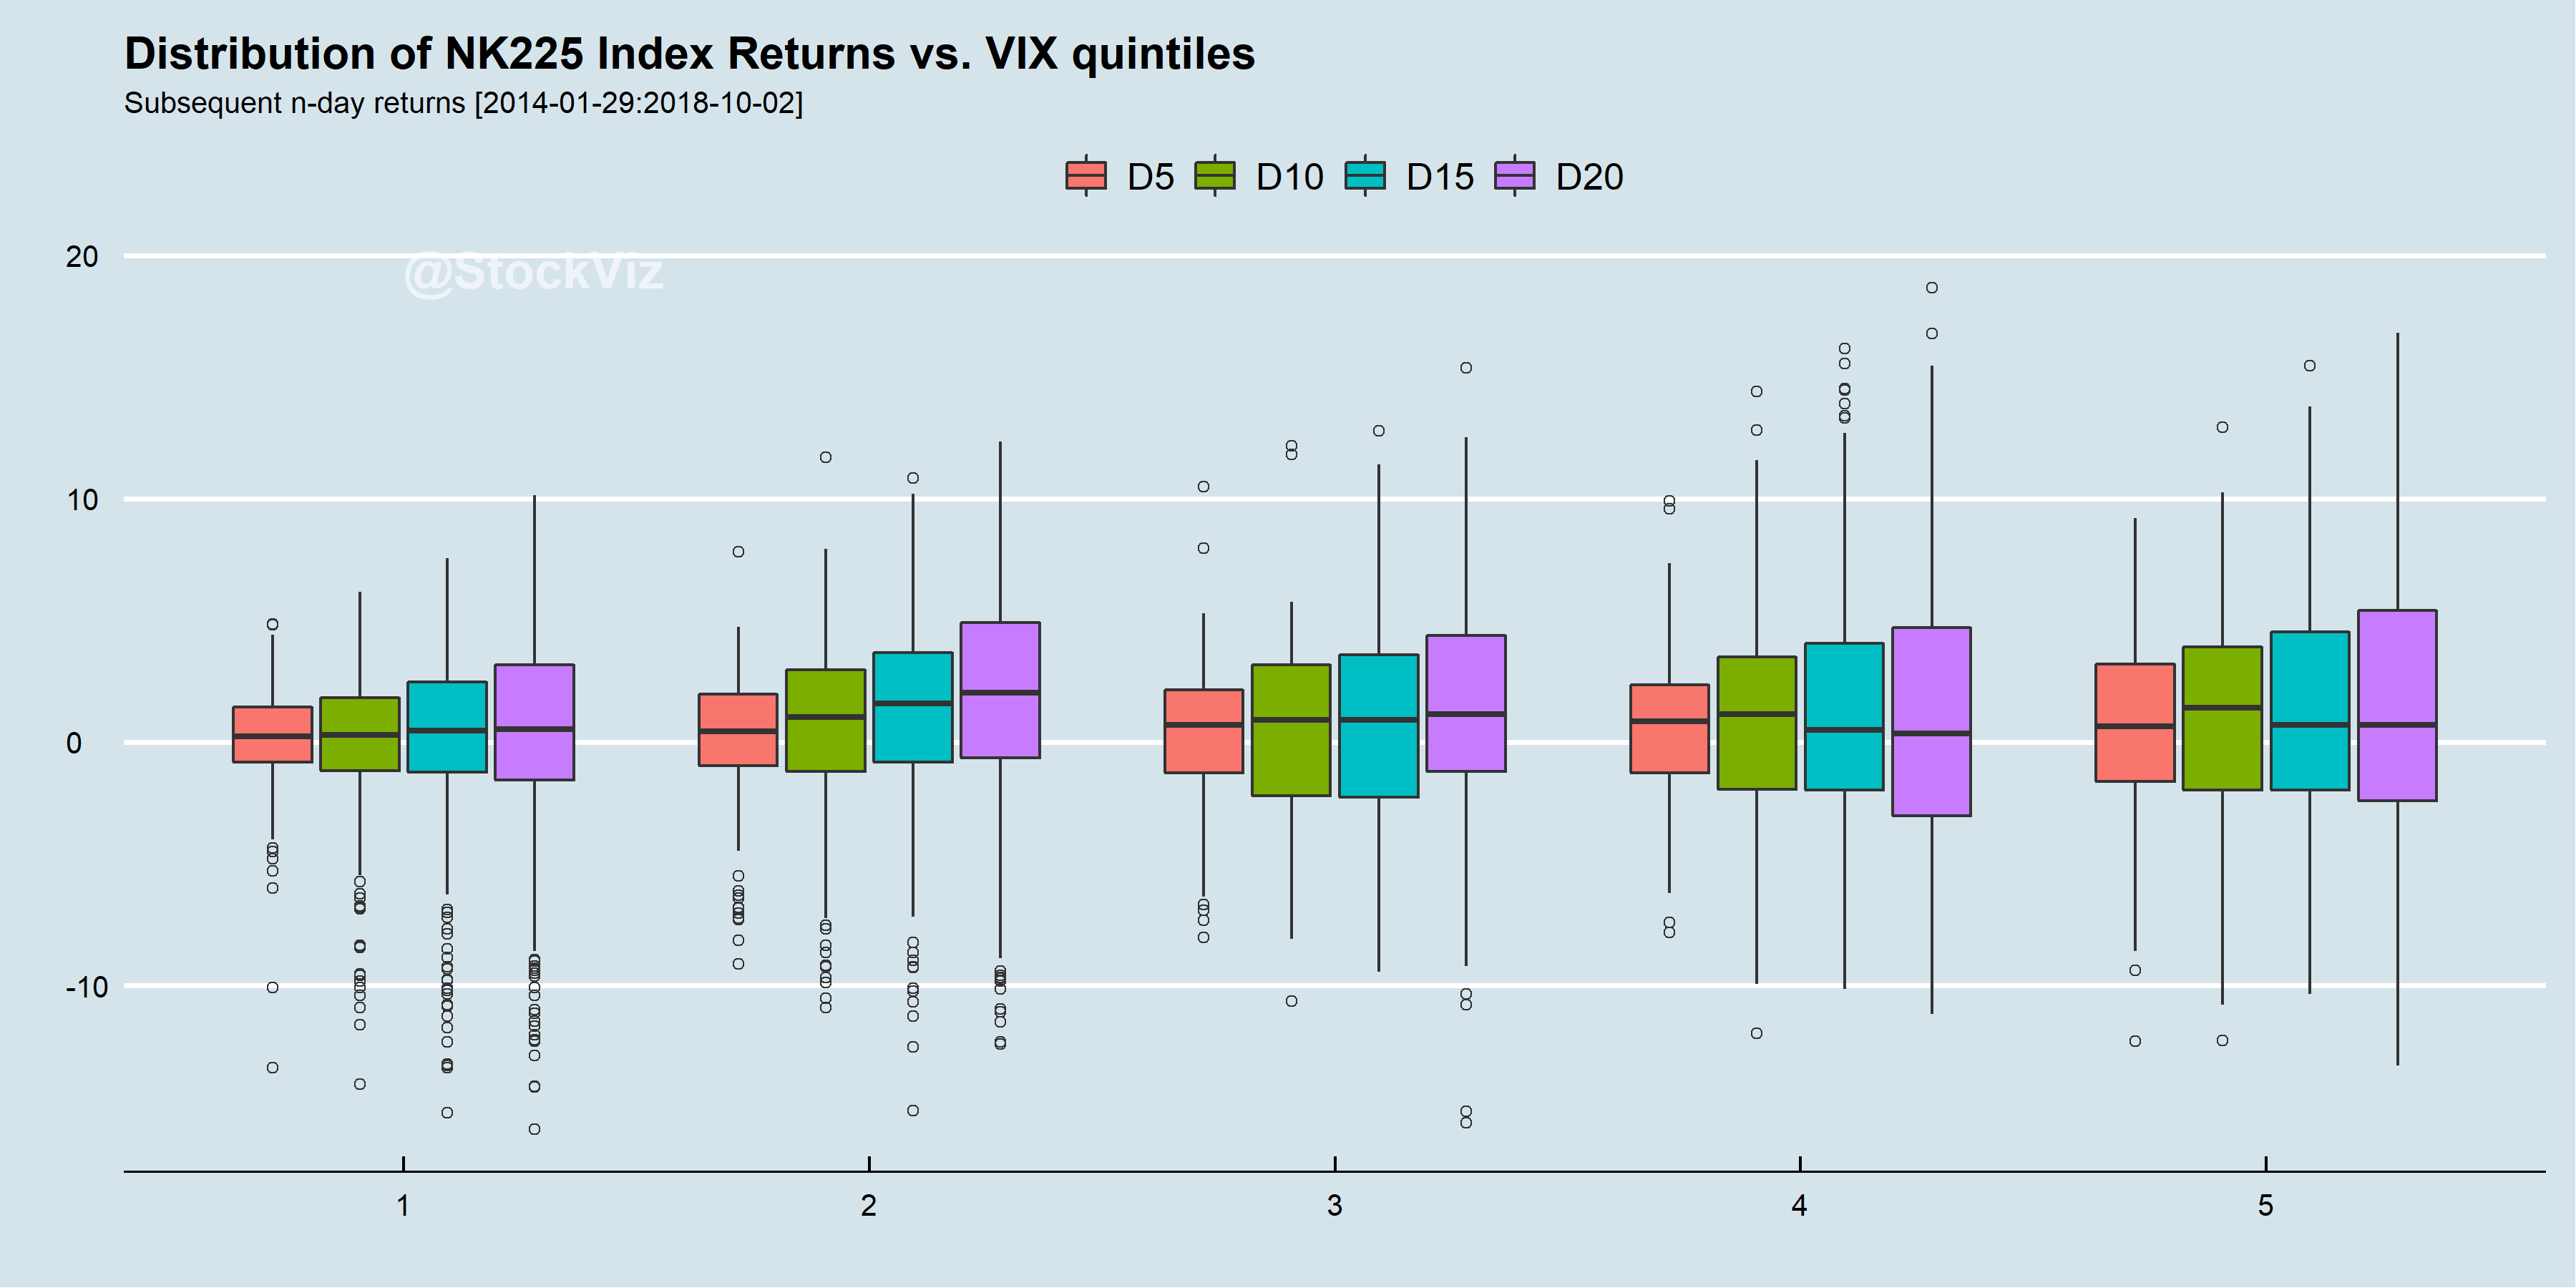 Distribution of NK225 Index Returns vs. VIX quintiles
Subsequent n-day returns [2014-01-29:2018-10-02]
D5 D10 D15 D20
@StockViz
20
10
0
-10
1 2 3 4 5